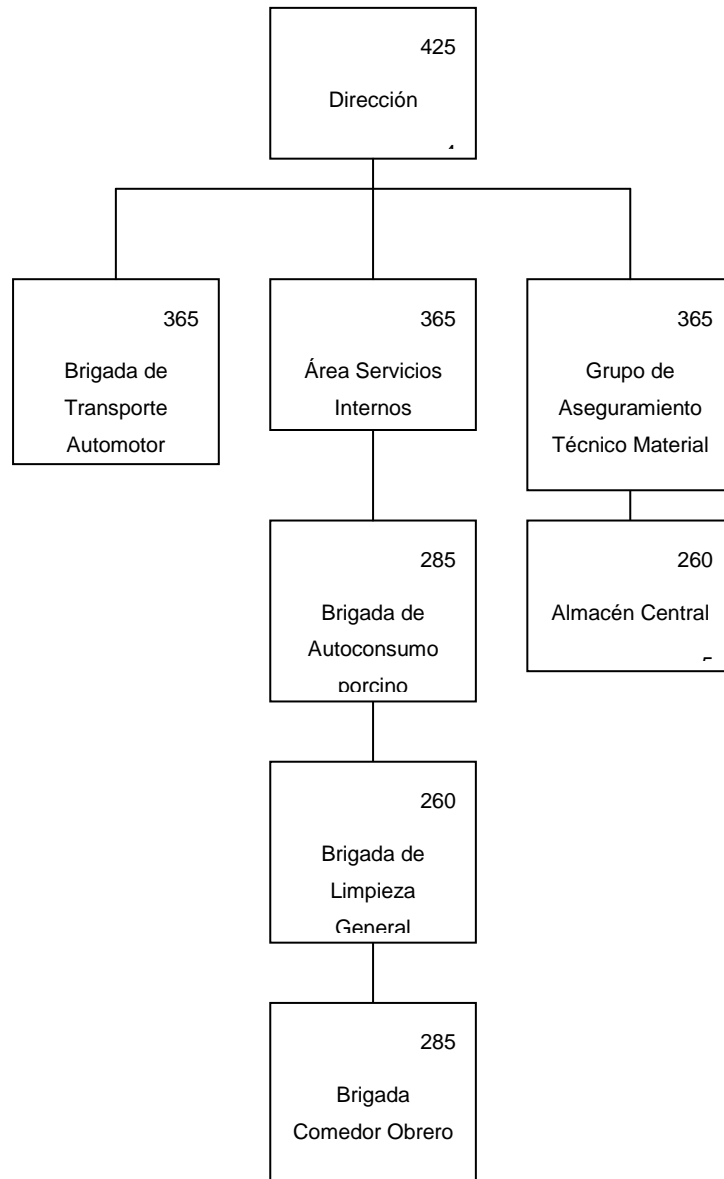 425
Dirección
365
Brigada de
Transporte
Automotor
365
Área Servicios
Internos
365
Grupo de
Aseguramiento
Técnico Material
285
Brigada de
Autoconsumo
porcino
260
Almacén Central
260
Brigada de
Limpieza
General
285
Brigada
Comedor Obrero